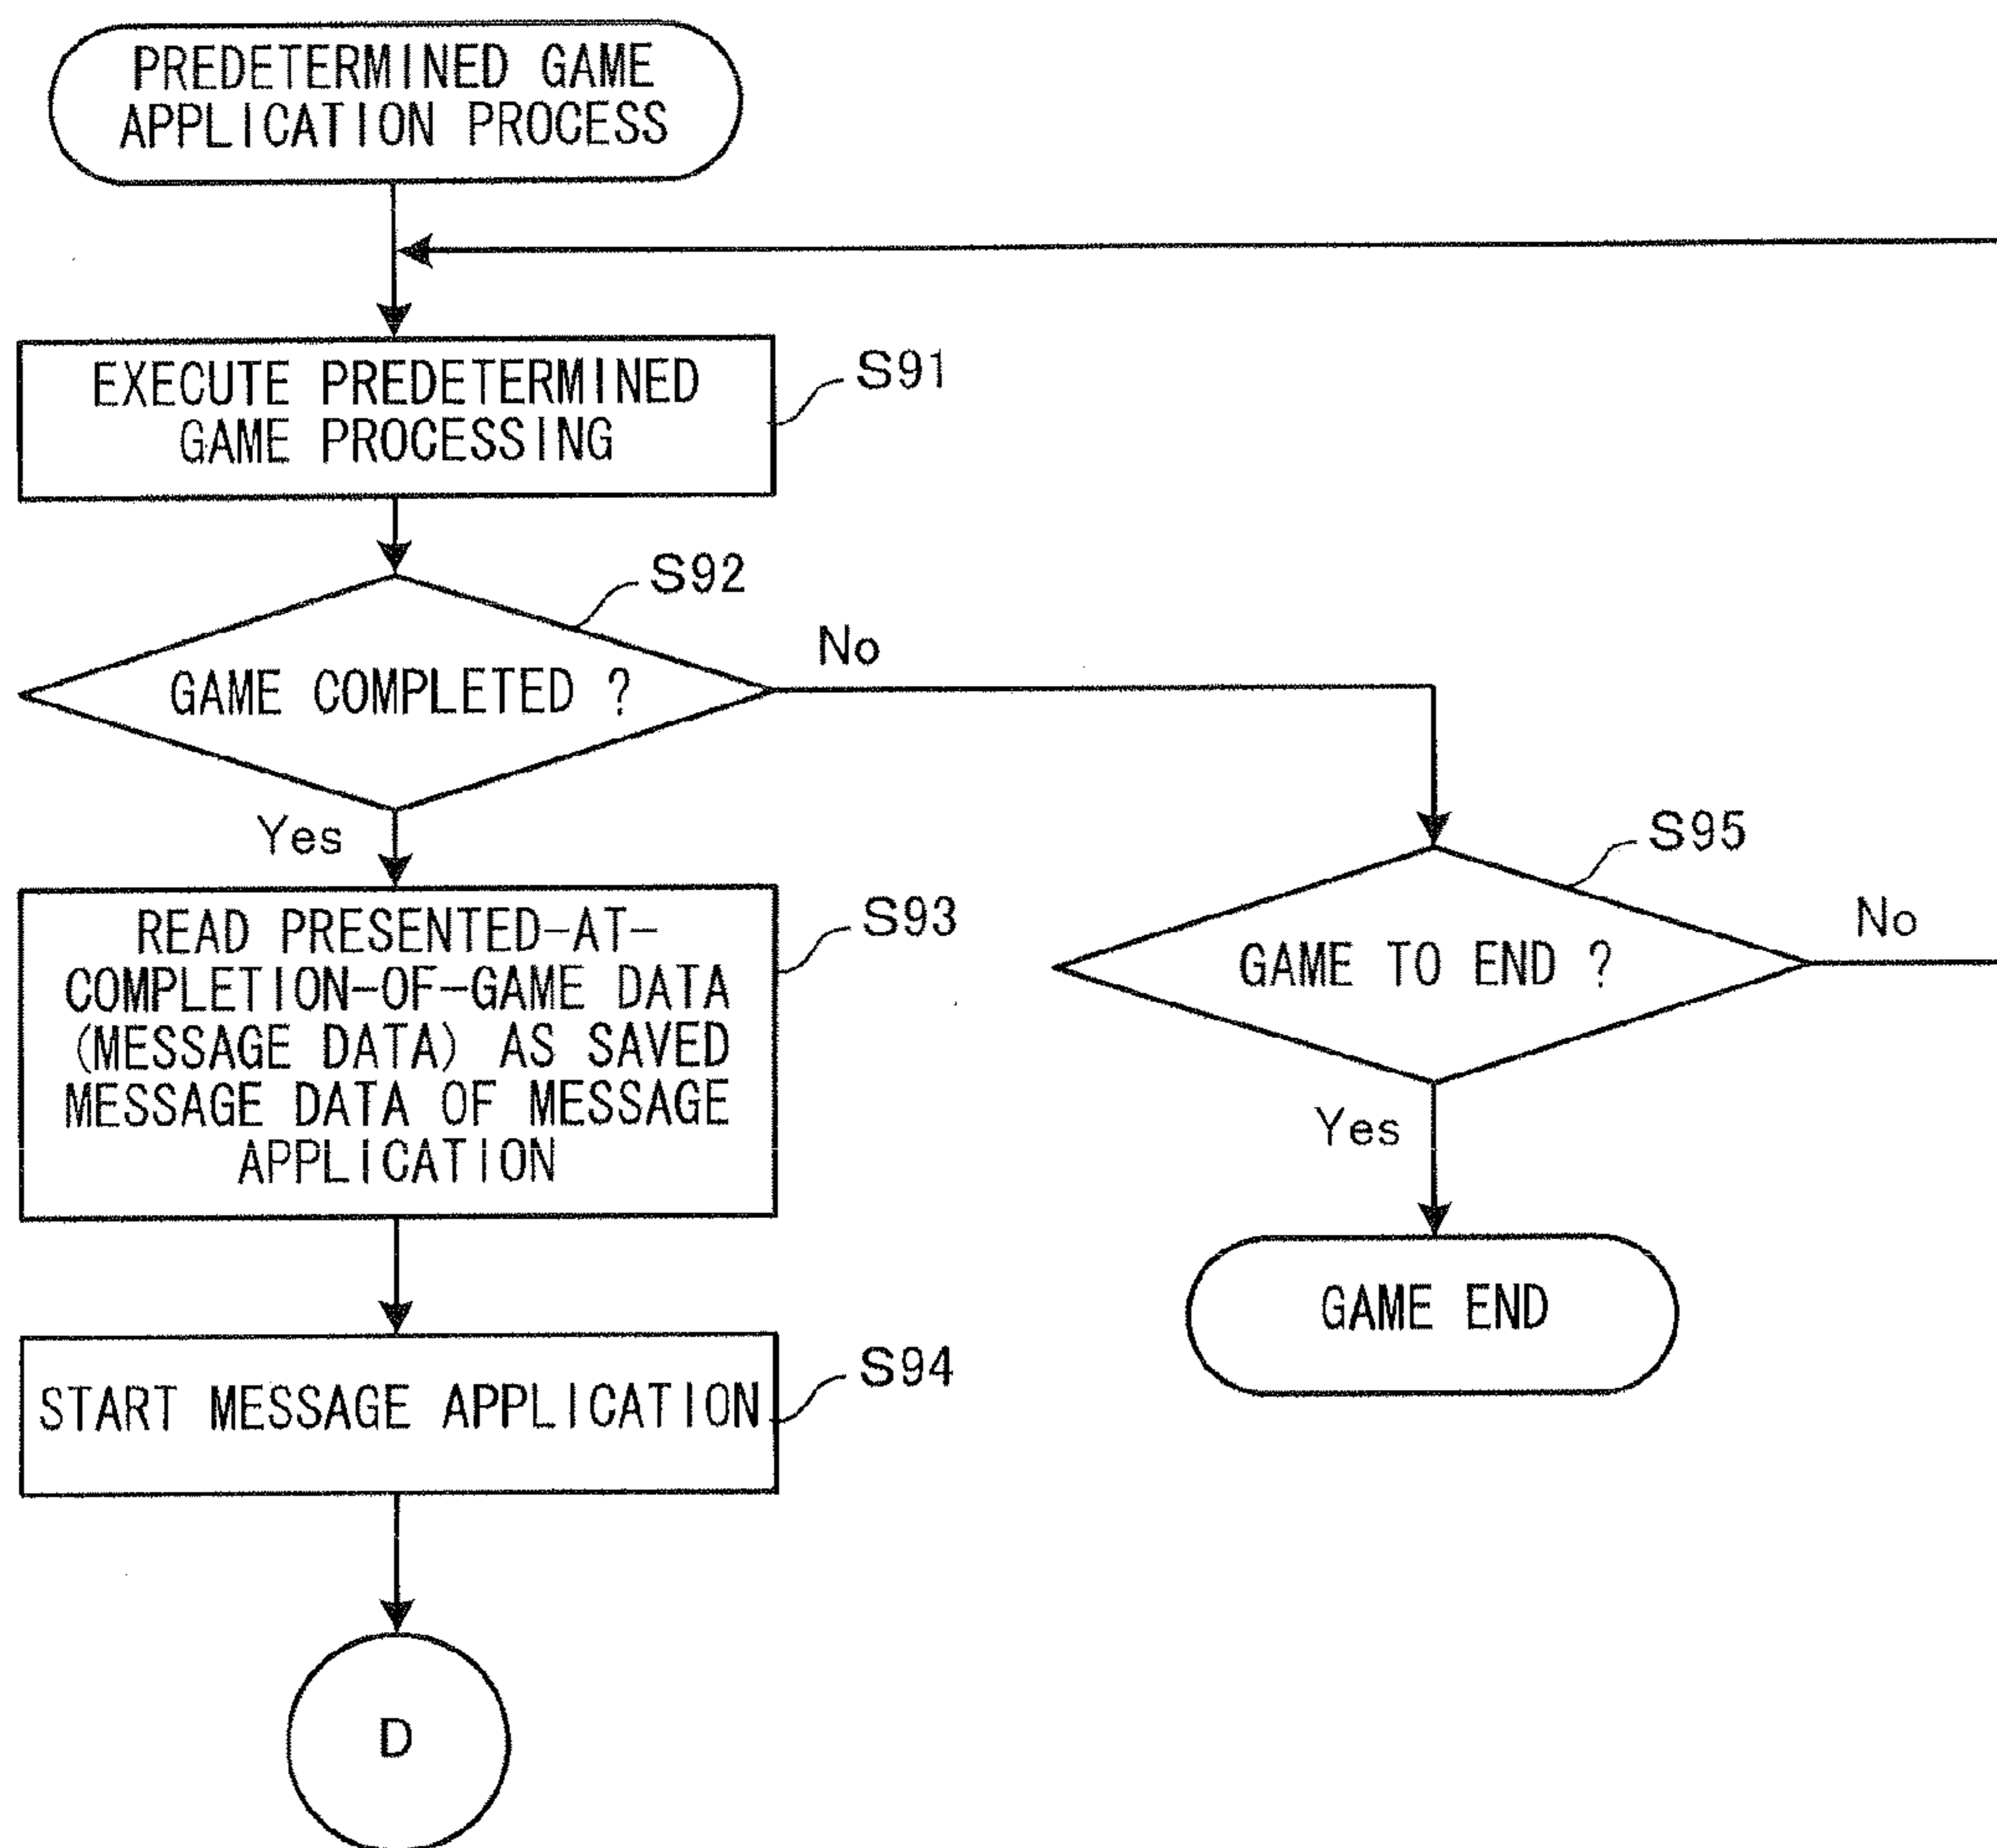 PREDETERMINED GAME
APPLICATION PROCESS
EXECUTE PREDETERMINED
GAME PROCESSING
S91
S92
GAME COMPLETED ?
No
Yes
READ PRESENTED-AT-
COMPLETION-OF-GAME DATA
(MESSAGE DATA) AS SAVED
MESSAGE DATA OF MESSAGE
APPLICATION
S93
START MESSAGE APPLICATION
S94
D
S95
GAME TO END ?
No
Yes
GAME END